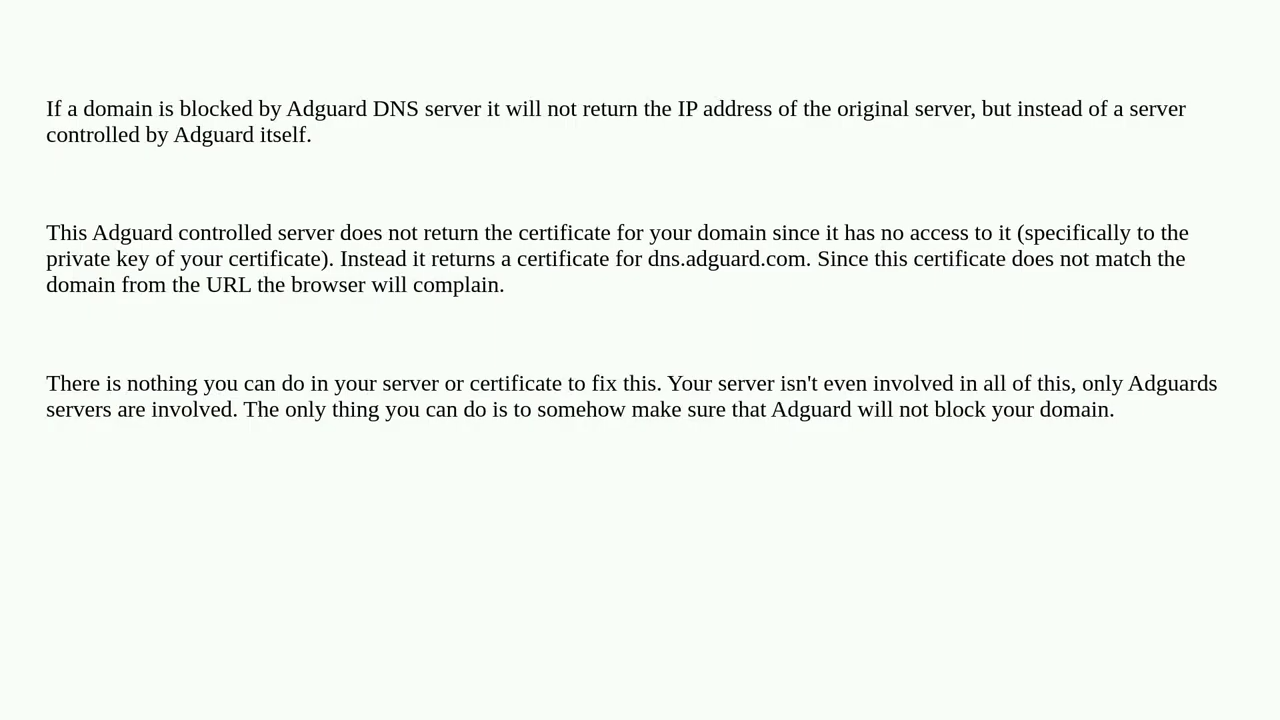 If a domain is blocked by Adguard DNS server it will not return the IP address of the original server, but instead of a server
controlled by Adguard itself.
This Adguard controlled server does not return the certificate for your domain since it has no access to it (specifically to the
private key of your certificate). Instead it returns a certificate for dns.adguard.com. Since this certificate does not match the
domain from the URL the browser will complain.
There is nothing you can do in your server or certificate to fix this. Your server isn't even involved in all of this, only Adguards
servers are involved. The only thing you can do is to somehow make sure that Adguard will not block your domain.